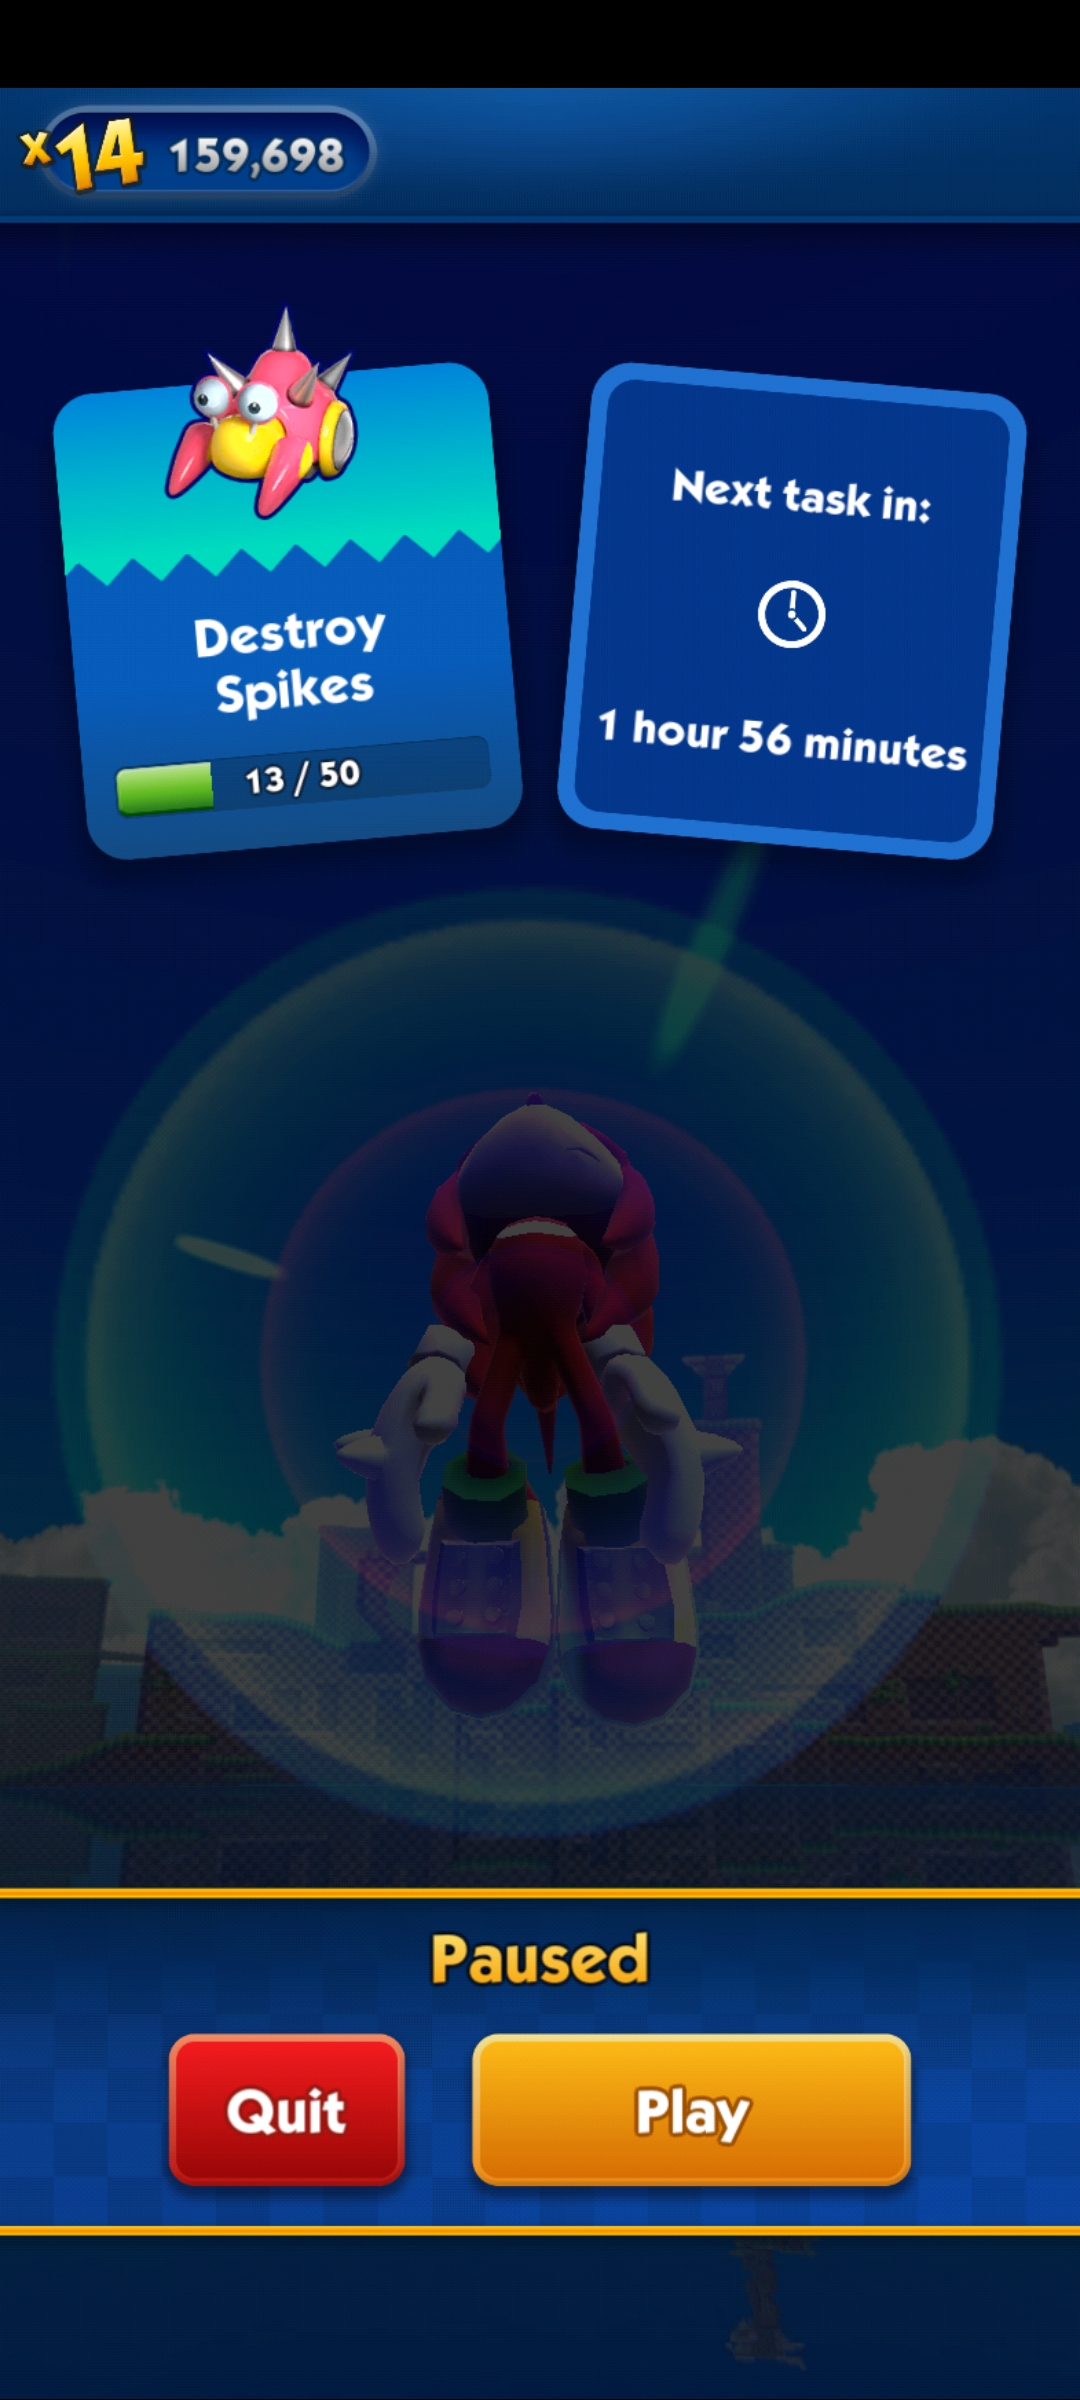 x14 159,698
Destroy
Spikes
13 / 50
Next task in:
1 hour 56 minutes
Paused
Quit
Play